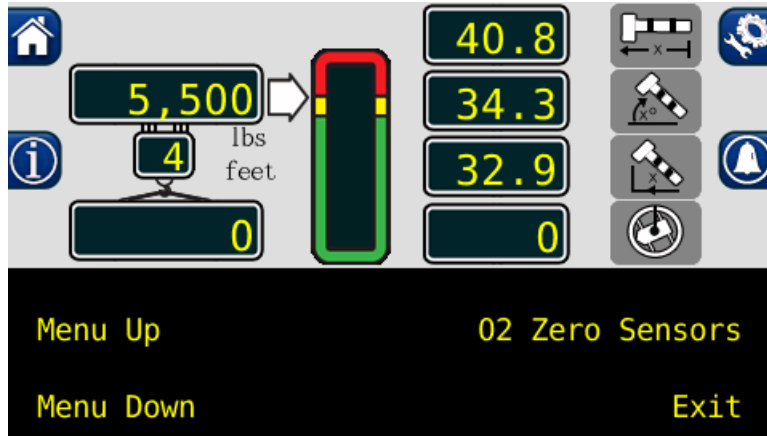 40.8
x
5,500
34.3
x°
lbs
4
feet
32.9
x
0
0
Menu Up
02 Zero Sensors
Menu Down
Exit